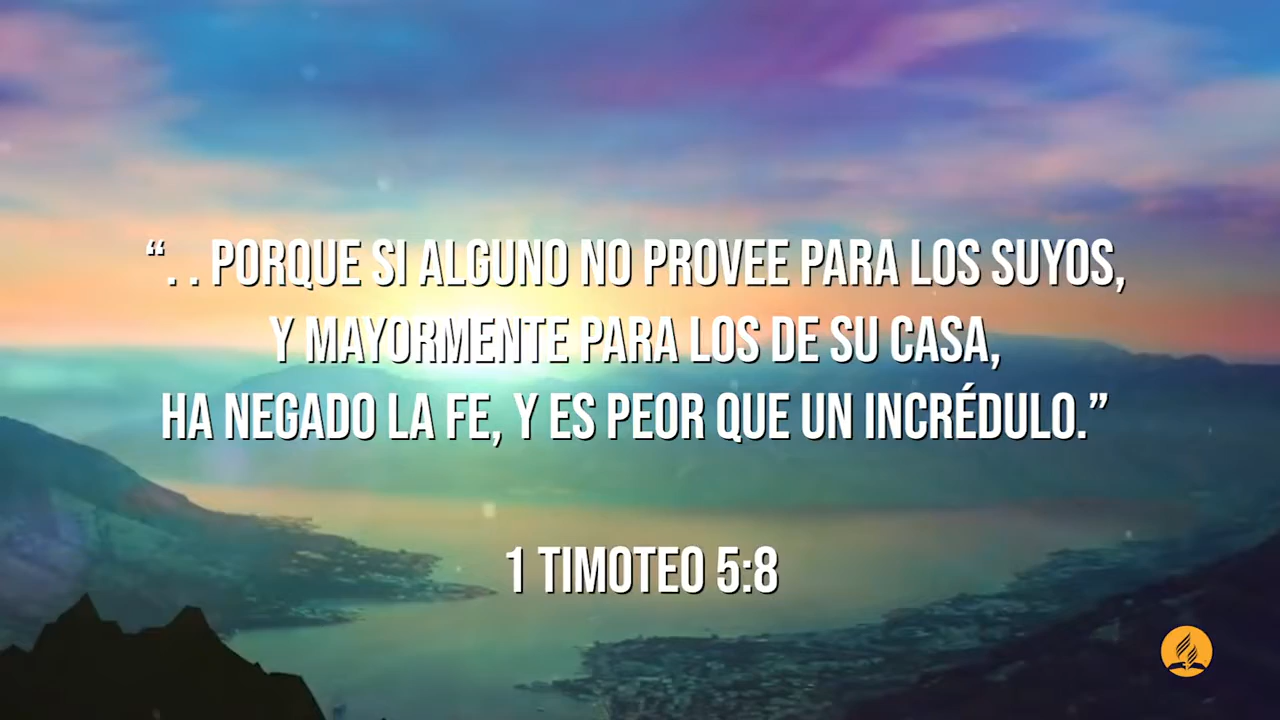 “. . PORQUE SI ALGUNO NO PROVEE PARA LOS SUYOS,
Y MAYORMENTE PARA LOS DE SU CASA,
HA NEGADO LA FE, Y ES PEOR QUE UN INCRÉDULO.”
1 TIMOTEO 5:8